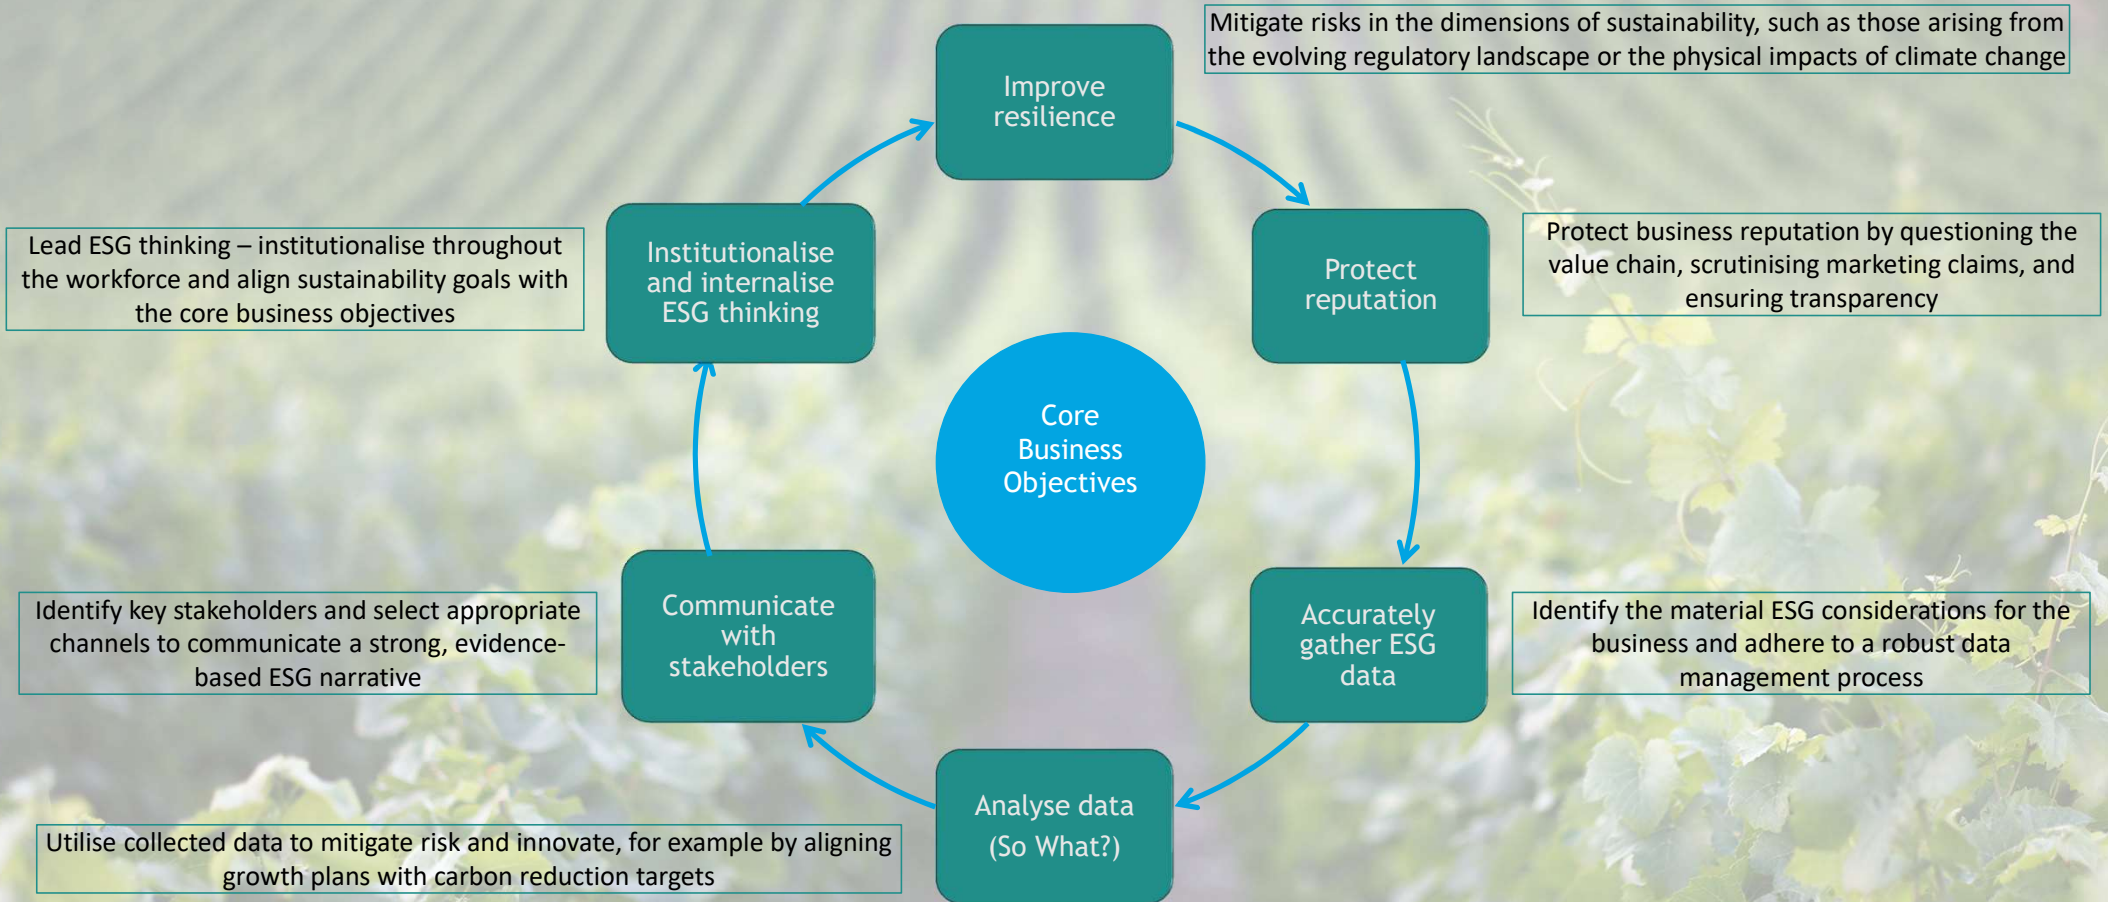 Mitigate risks in the dimensions of sustainability, such as those arising from
the evolving regulatory landscape or the physical impacts of climate change
Improve
resilience
Lead ESG thinking – institutionalise throughout
the workforce and align sustainability goals with
the core business objectives
Institutionalise
and internalise
ESG thinking
Protect
reputation
Protect business reputation by questioning the
value chain, scrutinising marketing claims, and
ensuring transparency
Core
Business
Objectives
Identify key stakeholders and select appropriate
channels to communicate a strong, evidence-
based ESG narrative
Communicate
with
stakeholders
Accurately
gather ESG
data
Identify the material ESG considerations for the
business and adhere to a robust data
management process
Utilise collected data to mitigate risk and innovate, for example by aligning
growth plans with carbon reduction targets
Analyse data
(So What?)